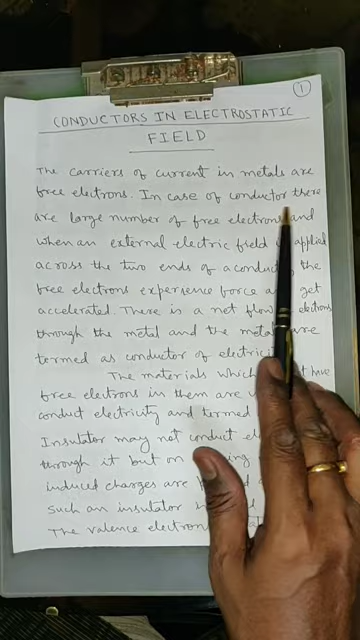 1
CONDUCTORS IN ELECTROSTATIC
FIELD
The carriers of current in metals are
free electrons. In case of conductor there
are large number of free electrons and
when an external electric field is applied
across the two ends of a conductor, the
free electrons experience force and get
accelerated. There is a net flow electrons
through the metal and the metal are
termed as conductor of electricity
The materials which not have
free electrons in them are
conduct electricity and termed
Insulator may not conduct
through it but on
induced charges are
such an insulator
The valence electron